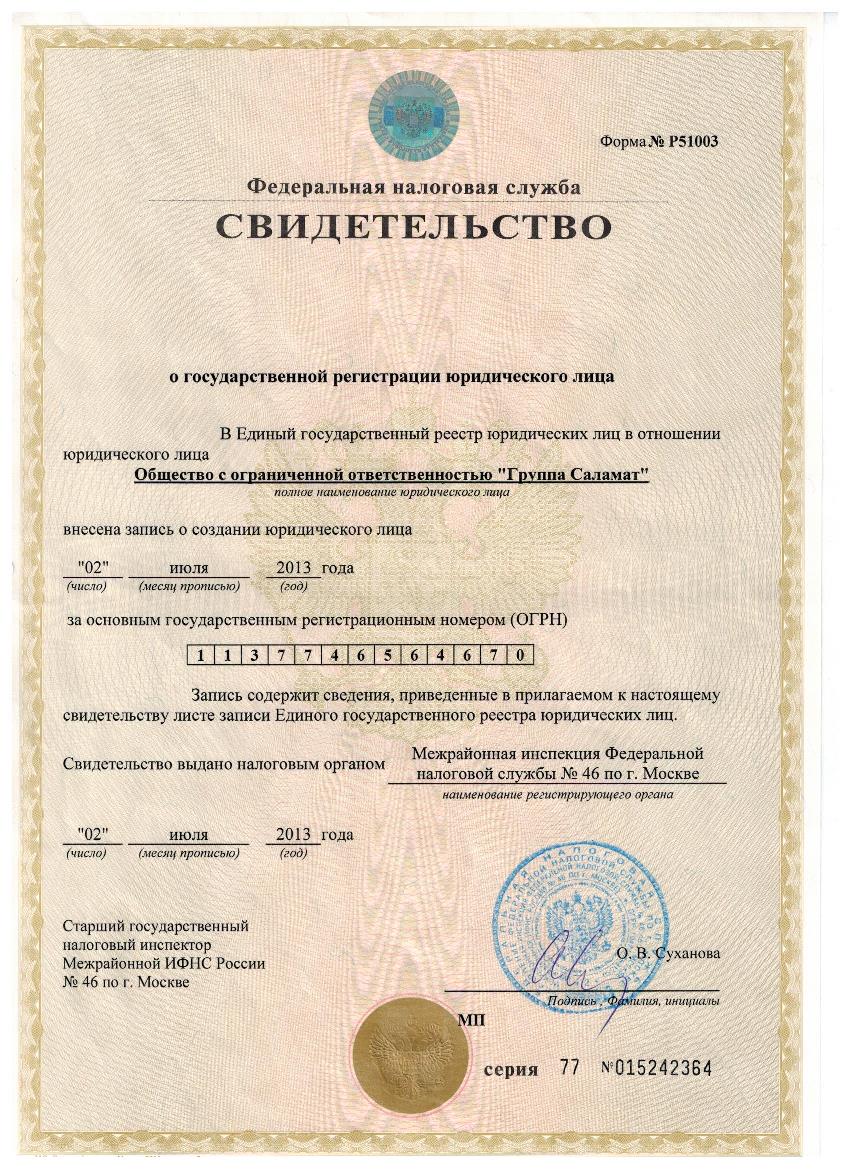 Форма № Р51003
Федеральная налоговая служба
СВИДЕТЕЛЬСТВО
о государственной регистрации юридического лица
В Единый государственный реестр юридических лиц в отношении
юридического лица
Общество с ограниченной ответственностью "Группа Саламат"
полное наименование юридического лица
внесена запись о создании юридического лица
"02" июля 2013 года
(число) (месяц прописью) (год)
за основным государственным регистрационным номером (ОГРН)
1 1 3 7 7 4 6 5 6 4 6 7 0
Запись содержит сведения, приведенные в прилагаемом к настоящему
свидетельству листе записи Единого государственного реестра юридических лиц.
Свидетельство выдано налоговым органом
Межрайонная инспекция Федеральной
налоговой службы № 46 по г. Москве
наименование регистрирующего органа
"02" июля 2013 года
(число) (месяц прописью) (год)
Старший государственный
налоговый инспектор
Межрайонной ИФНС России
№ 46 по г. Москве
О. В. Суханова
Подпись , Фамилия, инициалы
МП
серия 77 №015242364